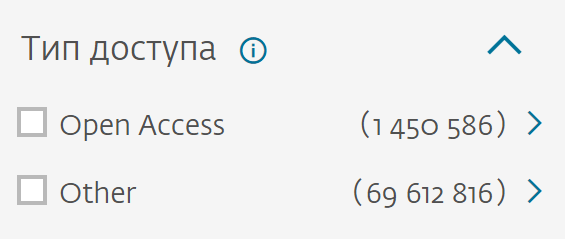 Тип доступа
Open Access (1 450 586)
Other (69 612 816)